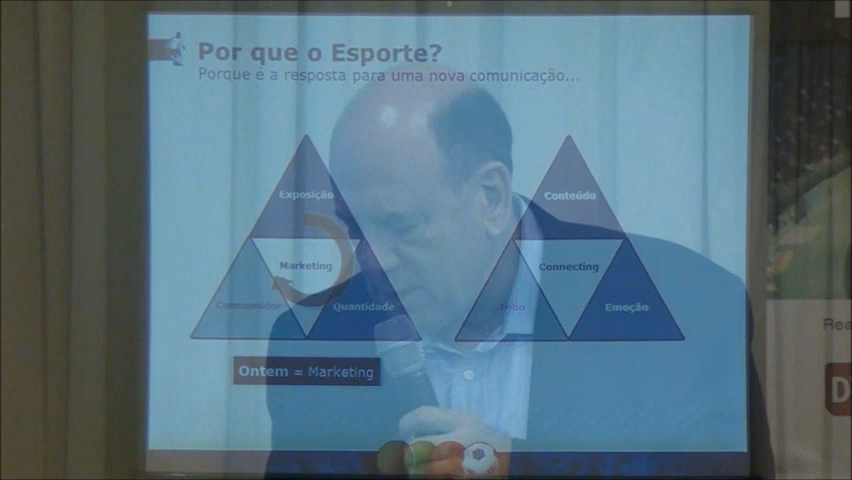 Por que o Esporte?
Porque é a resposta para uma nova comunicação...
Exposição
Marketing
Consumidor
Quantidade
Conteúdo
Connecting
Tribo
Emoção
Ontem = Marketing
Rea
D